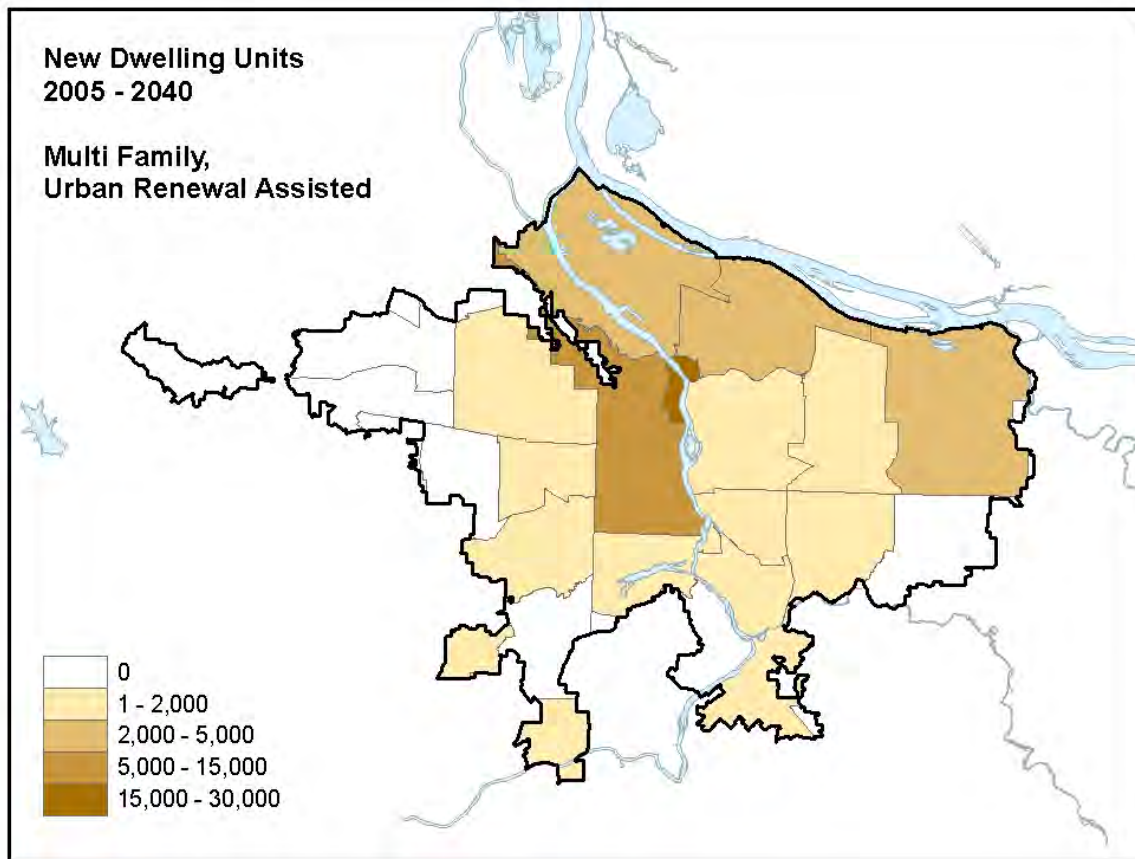 New Dwelling Units
2005 - 2040
Multi Family,
Urban Renewal Assisted
0
1 - 2,000
2,000 - 5,000
5,000 - 15,000
15,000 - 30,000